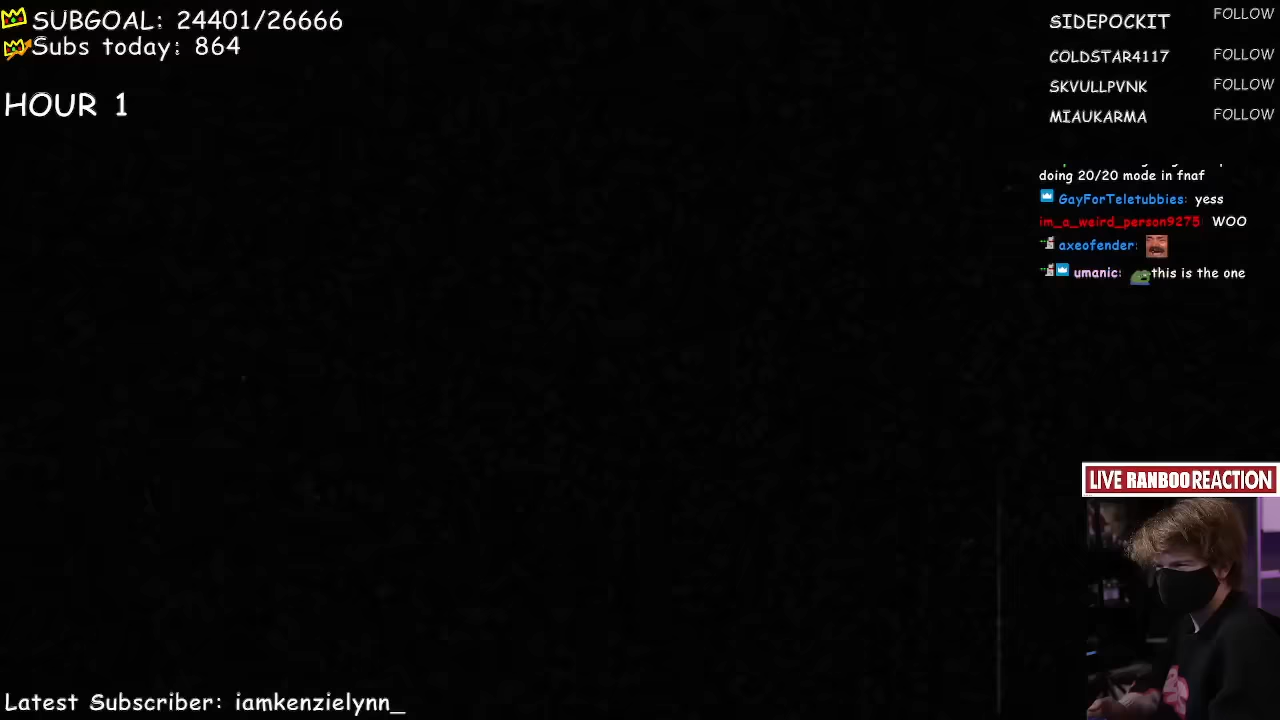 SUBGOAL: 24401/26666
Subs today: 864
HOUR 1
SIDEPOCKIT FOLLOW
COLDSTAR4117 FOLLOW
SKVULLPVNK FOLLOW
MIAUKARMA FOLLOW
doing 20/20 mode in fnaf
GayForTeletubbies: yess
im_a_weird_person9275: WOO
axeofender:
umanic: this is the one
LIVE RANBOO REACTION
Latest Subscriber: iamkenzielynn_